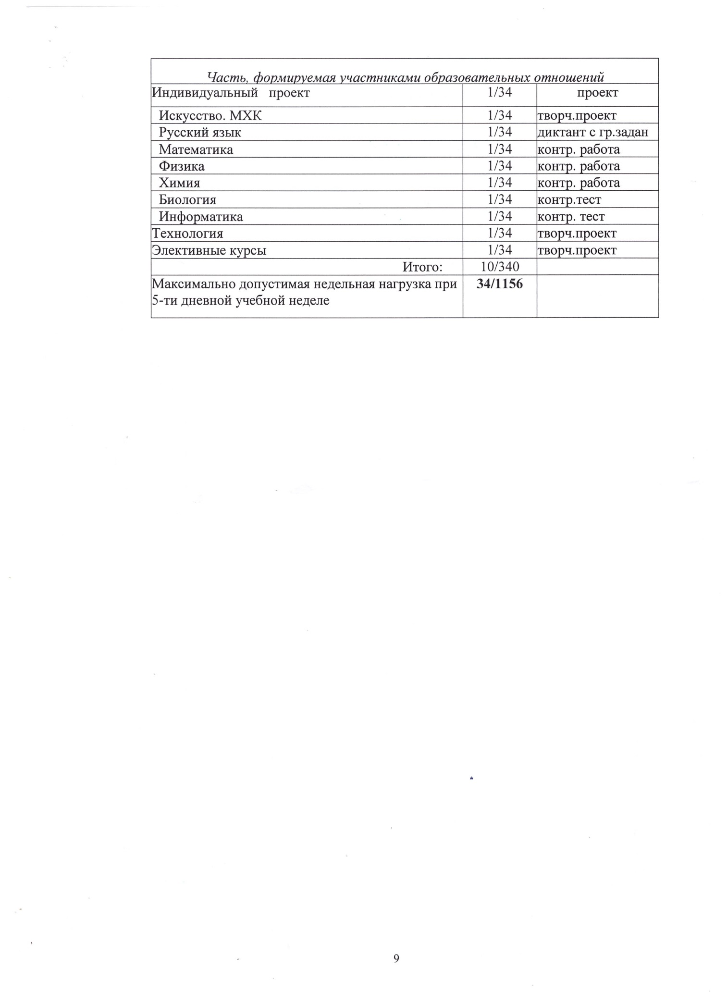 Часть, формируемая участниками образовательных отношений
Индивидуальный проект 1/34 проект
Искусство. МХК 1/34 творч.проект
Русский язык 1/34 диктант с гр.задан
Математика 1/34 контр. работа
Физика 1/34 контр. работа
Химия 1/34 контр. работа
Биология 1/34 контр.тест
Информатика 1/34 контр. тест
Технология 1/34 творч.проект
Элективные курсы 1/34 творч.проект
Итого: 10/340
Максимально допустимая недельная нагрузка при 34/1156
5-ти дневной учебной неделе
9